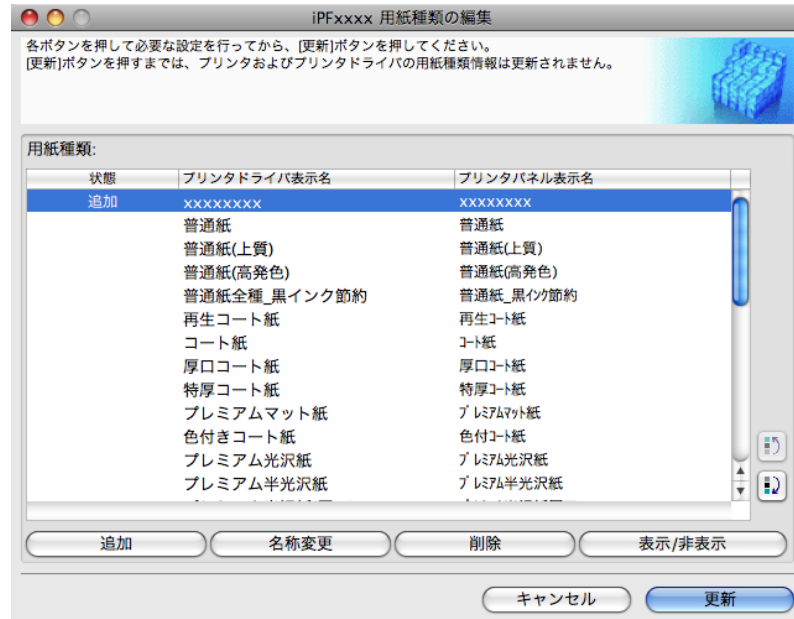 iPFxxxx 用紙種類の編集
各ボタンを押して必要な設定を行ってから、[更新]ボタンを押してください。
[更新]ボタンを押すまでは、プリンタおよびプリンタドライバの用紙種類情報は更新されません。
用紙種類:
状態 プリンタドライバ表示名 プリンタパネル表示名
追加 xxxxxxxx xxxxxxxx
普通紙 普通紙
普通紙(上質) 普通紙(上質)
普通紙(高発色) 普通紙(高発色)
普通紙全種_黒インク節約 普通紙_黒ｲﾝｸ節約
再生コート紙 再生ｺｰﾄ紙
コート紙 ｺｰﾄ紙
厚口コート紙 厚口ｺｰﾄ紙
特厚コート紙 特厚ｺｰﾄ紙
プレミアムマット紙 ﾌﾟﾚﾐｱﾑﾏｯﾄ紙
色付きコート紙 色付ｺｰﾄ紙
プレミアム光沢紙 ﾌﾟﾚﾐｱﾑ光沢紙
プレミアム半光沢紙 ﾌﾟﾚﾐｱﾑ半光沢紙
追加 名称変更 削除 表示/非表示
キャンセル 更新